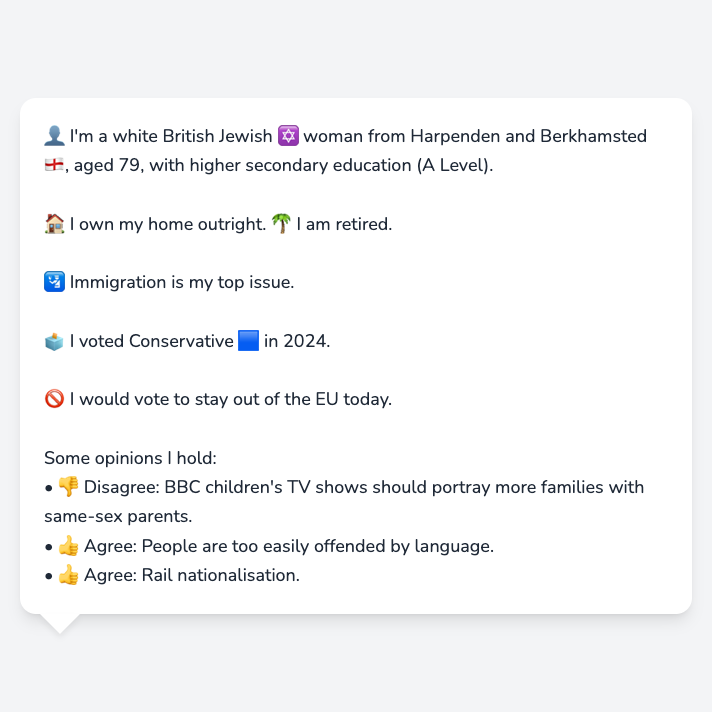 👤 I'm a white British Jewish ✡️ woman from Harpenden and Berkhamsted
🏴󠁧󠁢󠁥󠁮󠁧󠁿, aged 79, with higher secondary education (A Level).
🏠 I own my home outright. 🌴 I am retired.
🛂 Immigration is my top issue.
🗳️ I voted Conservative 🟦 in 2024.
🚫 I would vote to stay out of the EU today.
Some opinions I hold:
• 👎 Disagree: BBC children's TV shows should portray more families with
same-sex parents.
• 👍 Agree: People are too easily offended by language.
• 👍 Agree: Rail nationalisation.